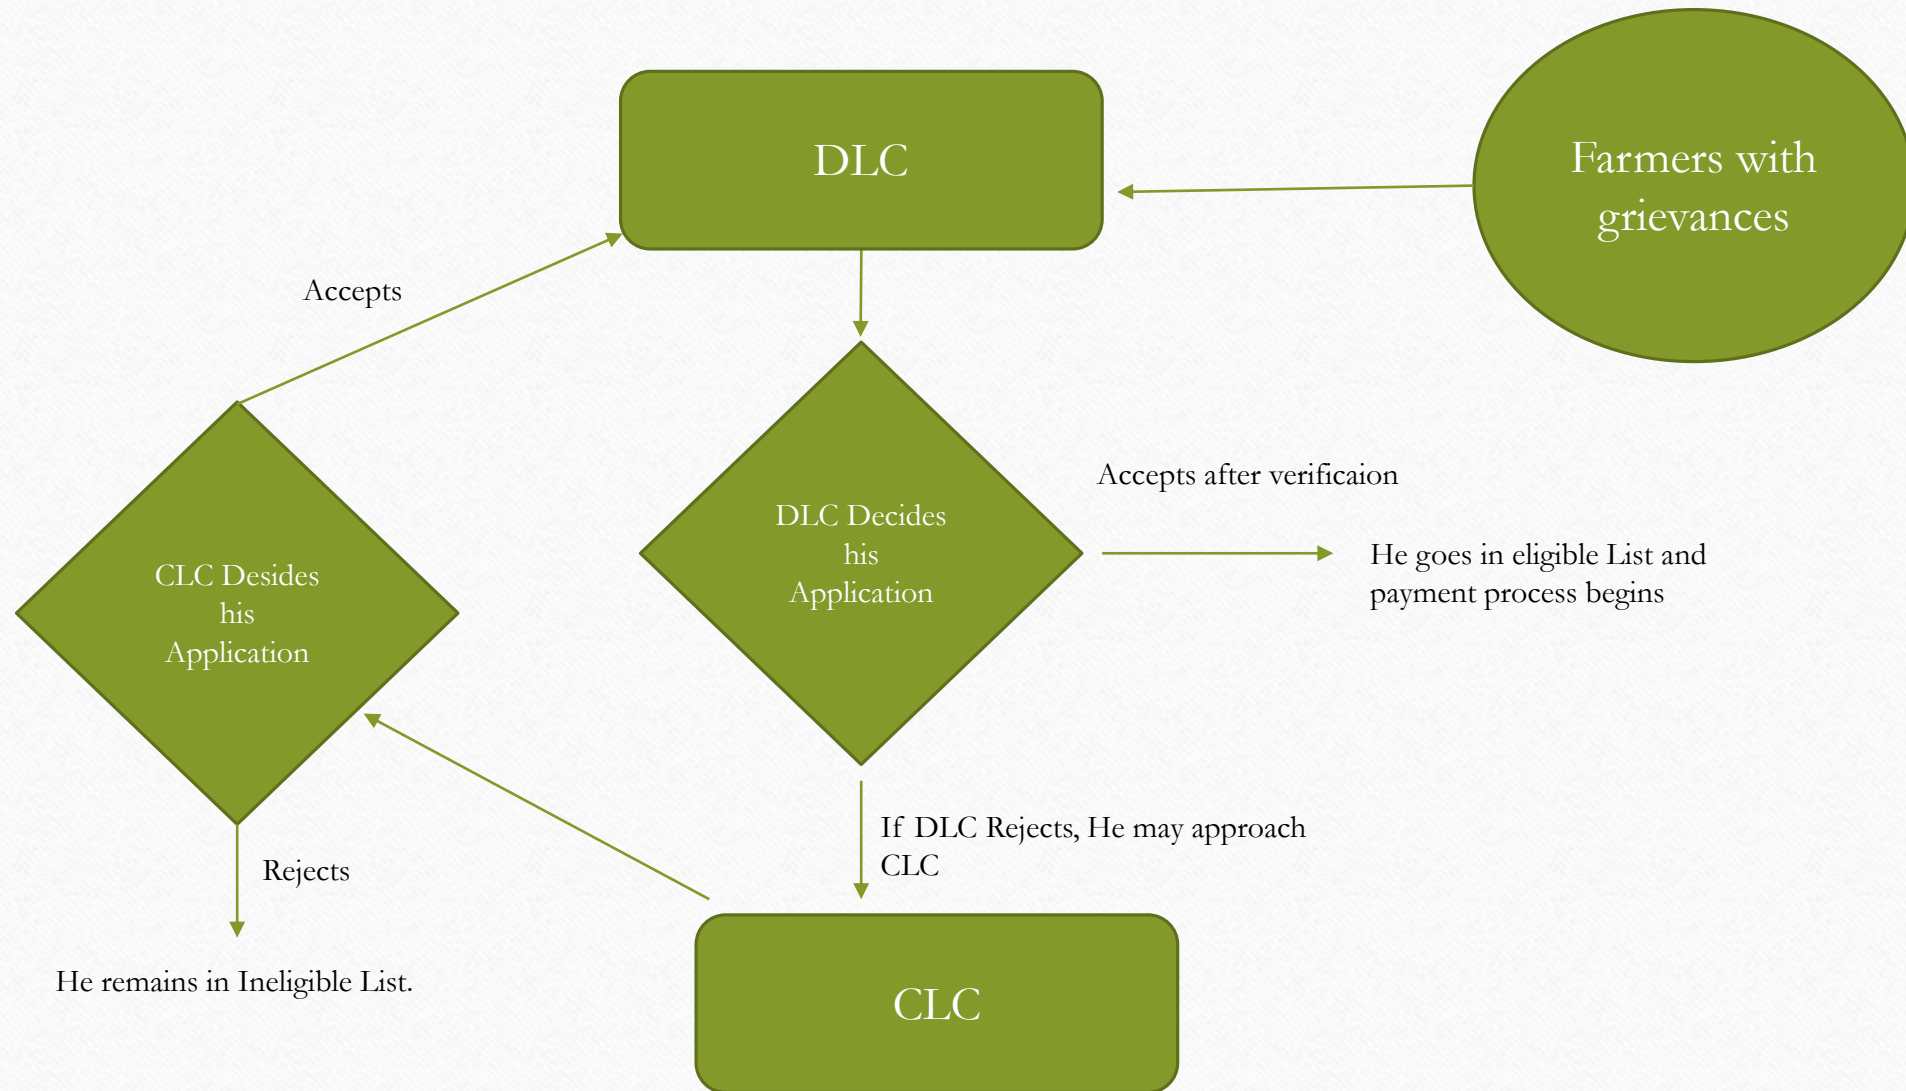 DLC
Farmers with
grievances
Accepts
Accepts after verificaion
DLC Decides
his
Application
He goes in eligible List and
payment process begins
CLC Desides
his
Application
If DLC Rejects, He may approach
CLC
Rejects
He remains in Ineligible List.
CLC